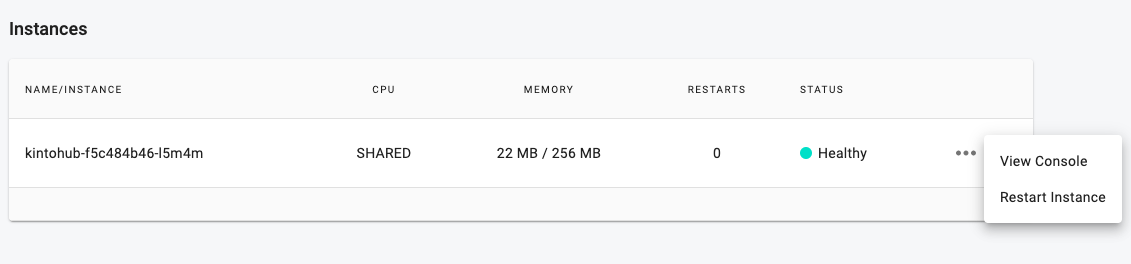 Instances
NAME/INSTANCE CPU MEMORY RESTARTS STATUS
kintohub-f5c484b46-l5m4m SHARED 22 MB / 256 MB 0 Healthy
View Console
Restart Instance